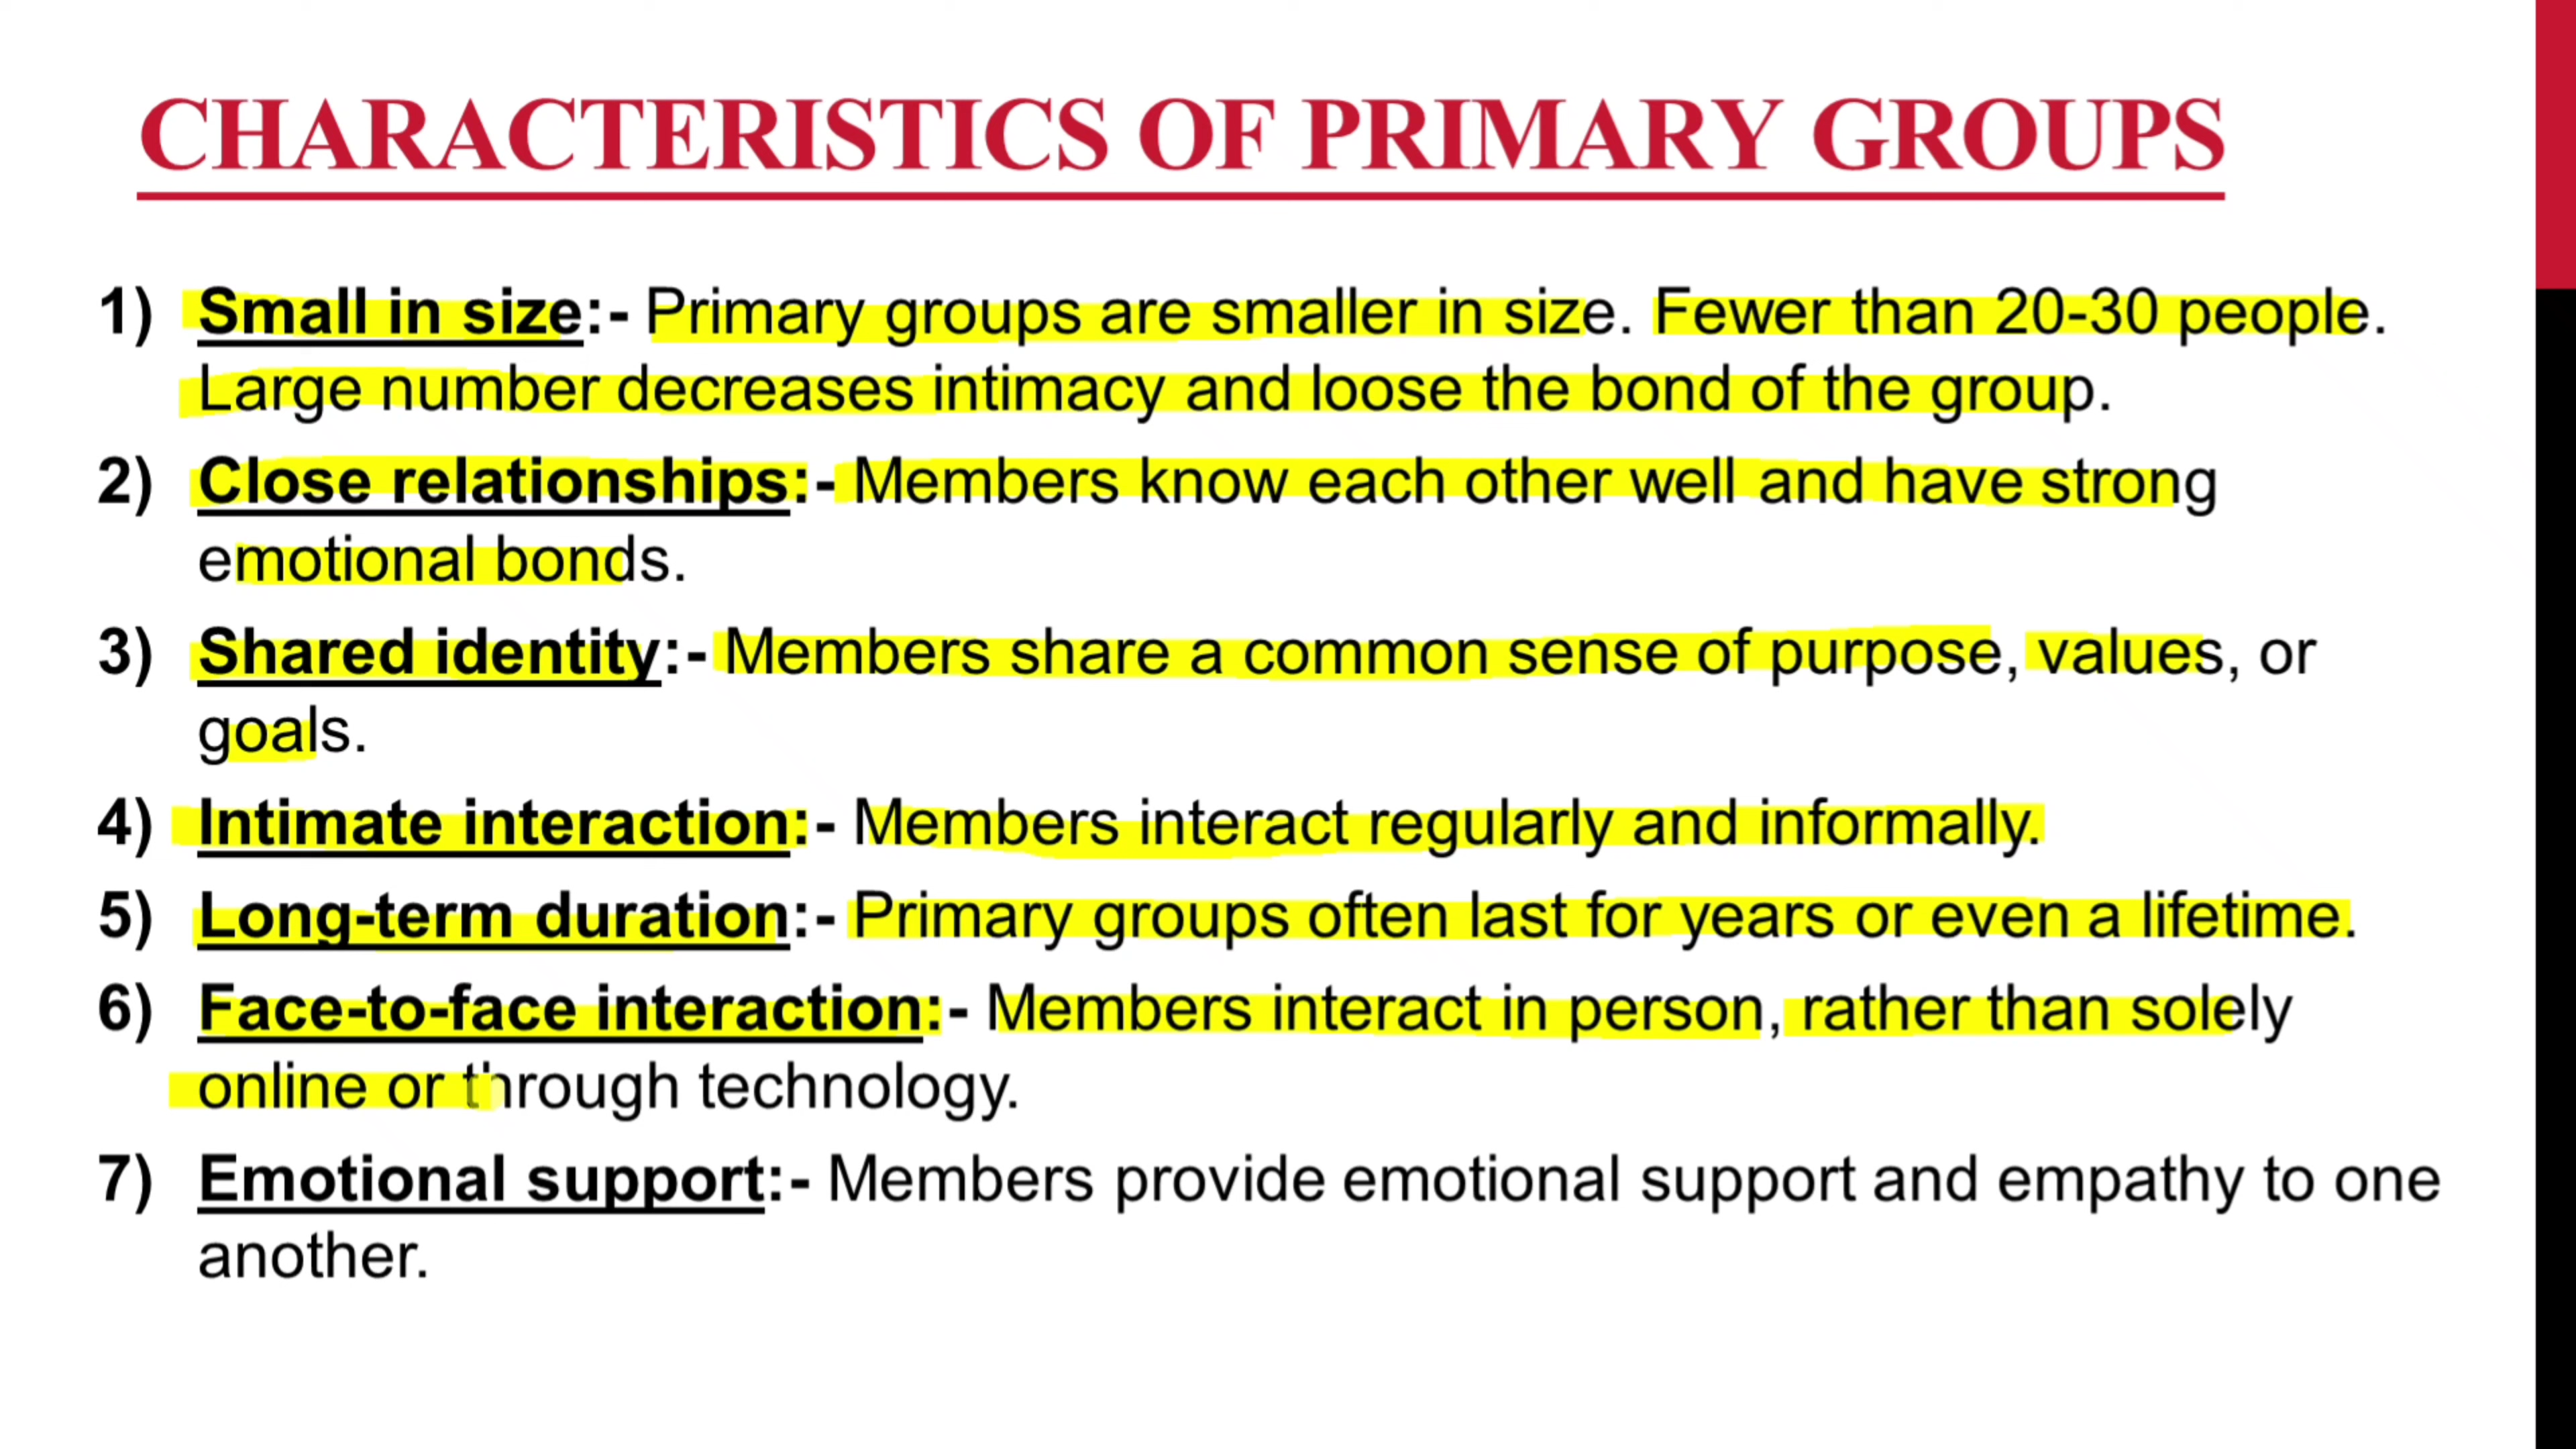 CHARACTERISTICS OF PRIMARY GROUPS
1) Small in size:- Primary groups are smaller in size. Fewer than 20-30 people.
Large number decreases intimacy and loose the bond of the group.
2) Close relationships:- Members know each other well and have strong
emotional bonds.
3) Shared identity:- Members share a common sense of purpose, values, or
goals.
4) Intimate interaction:- Members interact regularly and informally.
5) Long-term duration:- Primary groups often last for years or even a lifetime.
6) Face-to-face interaction:- Members interact in person, rather than solely
online or through technology.
7) Emotional support:- Members provide emotional support and empathy to one
another.